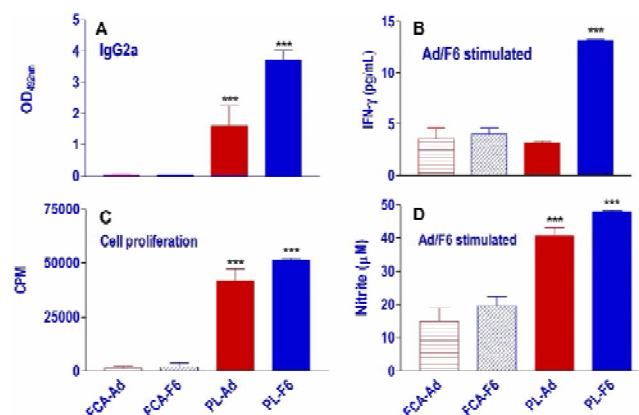 A
IgG2a
***
***
OD492nm
5
4
3
2
1
0
B
Ad/F6 stimulated
***
IFN-γ (pg/mL)
15
10
5
0
C
Cell proliferation
***
***
CPM
75000
50000
25000
0
FCA-Ad
FCA-F6
PL-Ad
PL-F6
D
Ad/F6 stimulated
***
***
Nitrite (µM)
50
40
30
20
10
0
FCA-Ad
FCA-F6
PL-Ad
PL-F6